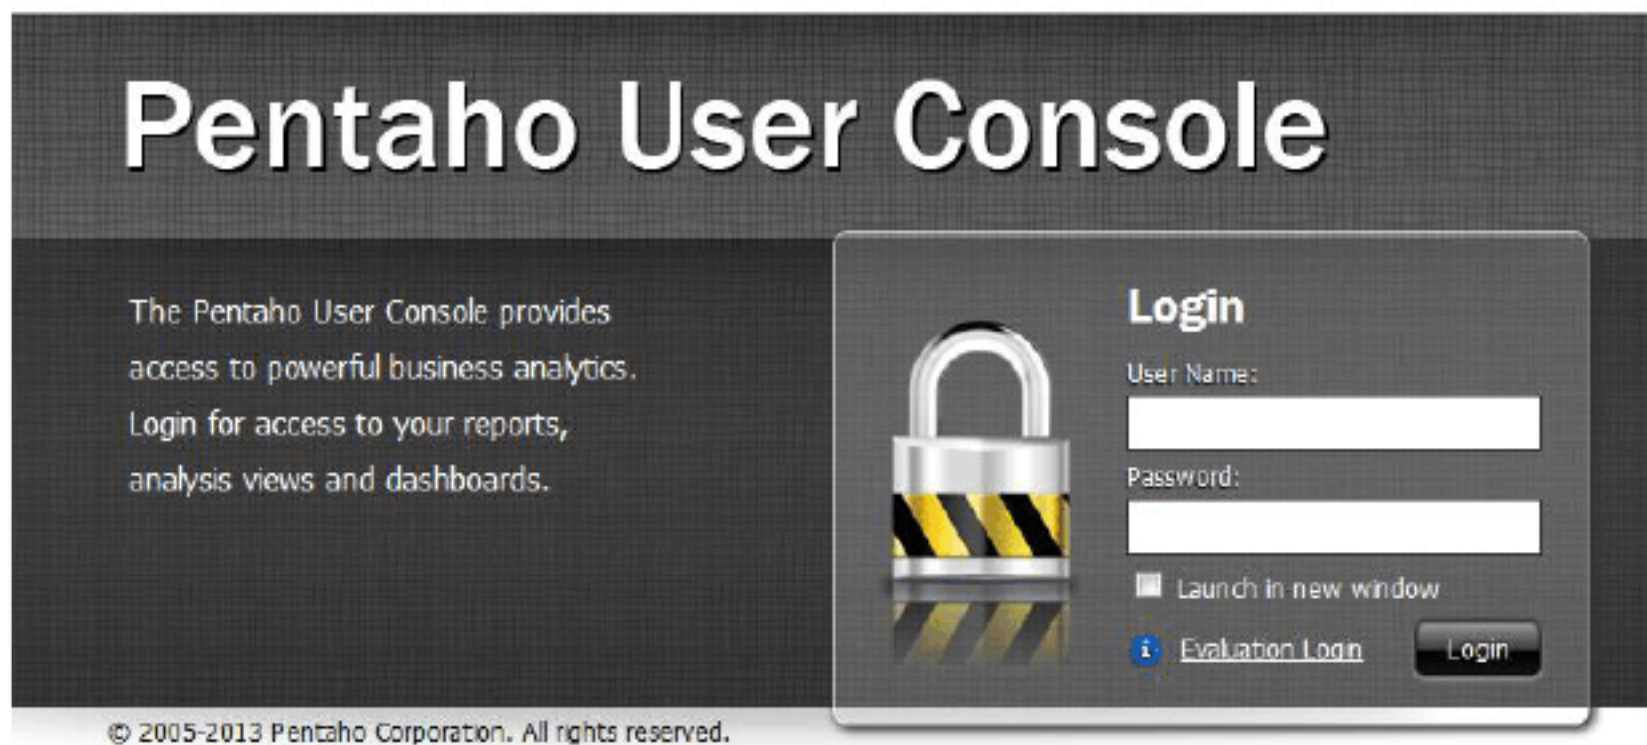 Pentaho User Console
The Pentaho User Console provides
access to powerful business analytics.
Login for access to your reports,
analysis views and dashboards.
Login
User Name:
Password:
Launch in new window
i Evaluation Login
Login
© 2005-2013 Pentaho Corporation. All rights reserved.